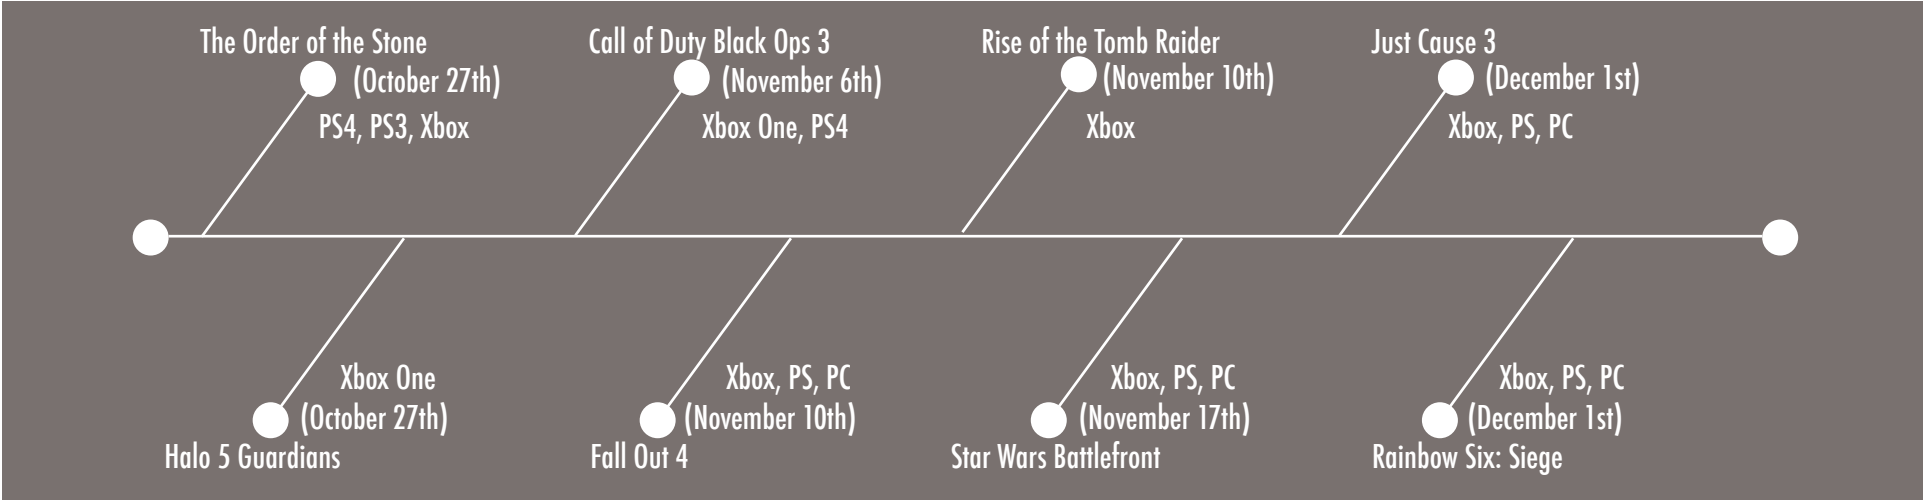 The Order of the Stone
(October 27th)
PS4, PS3, Xbox
Call of Duty Black Ops 3
(November 6th)
Xbox One, PS4
Rise of the Tomb Raider
(November 10th)
Xbox
Just Cause 3
(December 1st)
Xbox, PS, PC
Xbox One
(October 27th)
Halo 5 Guardians
Xbox, PS, PC
(November 10th)
Fall Out 4
Xbox, PS, PC
(November 17th)
Star Wars Battlefront
Xbox, PS, PC
(December 1st)
Rainbow Six: Siege